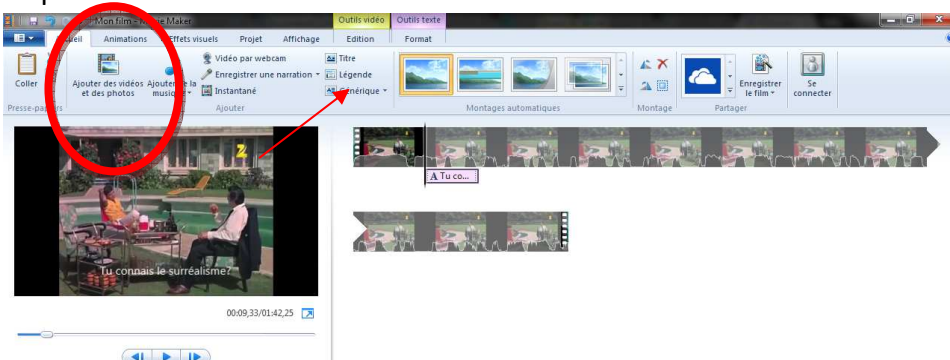 Mon film - Movie Maker
Outils vidéo Outils texte
Accueil Animations Effets visuels Projet Affichage Edition Format
Coller
Ajouter des vidéos et des photos
Ajouter de la musique
Vidéo par webcam
Enregistrer une narration
Instantané
Titre
Légende
Générique
Enregistrer le film
Se connecter
Presse-papiers Ajouter Montages automatiques Montage Partager
Z
Tu connais le surréalisme?
A Tu co...
00:09,33/01:42,25